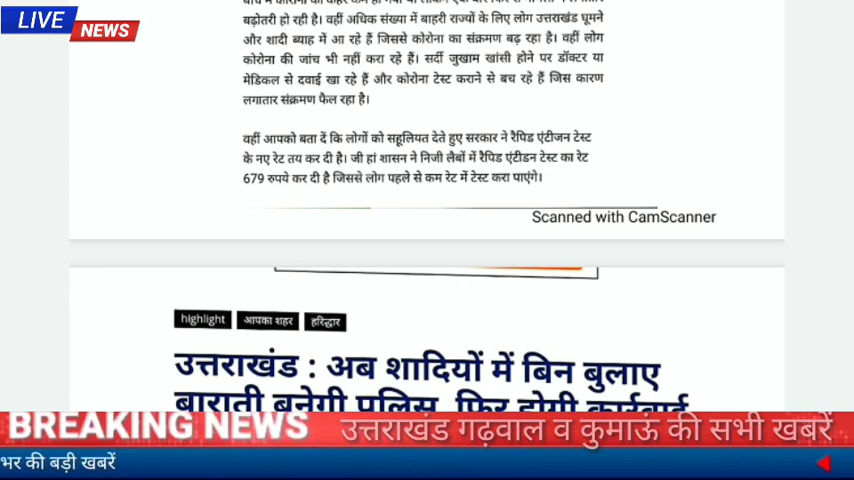 LIVE
NEWS
बढ़ोतरी हो रही है। वहीं अधिक संख्या में बाहरी राज्यों के लिए लोग उत्तराखंड घूमने
और शादी ब्याह में आ रहे हैं जिससे कोरोना का संक्रमण बढ़ रहा है। वहीं लोग
कोरोना की जांच भी नहीं करा रहे हैं। सर्दी जुखाम खांसी होने पर डॉक्टर या
मेडिकल से दवाई खा रहे हैं और कोरोना टेस्ट कराने से बच रहे हैं जिस कारण
लगातार संक्रमण फैल रहा है।
वहीं आपको बता दें कि लोगों को सहूलियत देते हुए सरकार ने रैपिड एंटीजन टेस्ट
के नए रेट तय कर दी है। जी हां शासन ने निजी लैबों में रैपिड एंटीडन टेस्ट का रेट
679 रुपये कर दी है जिससे लोग पहले से कम रेट में टेस्ट करा पाएंगे।
Scanned with CamScanner
highlight आपका शहर हरिद्धार
उत्तराखंड : अब शादियों में बिन बुलाए
बाराती बनेगी पुलिस, फिर होगी कार्रवाई
BREAKING NEWS उत्तराखंड गढ़वाल व कुमाऊं की सभी खबरें
भर की बड़ी खबरें